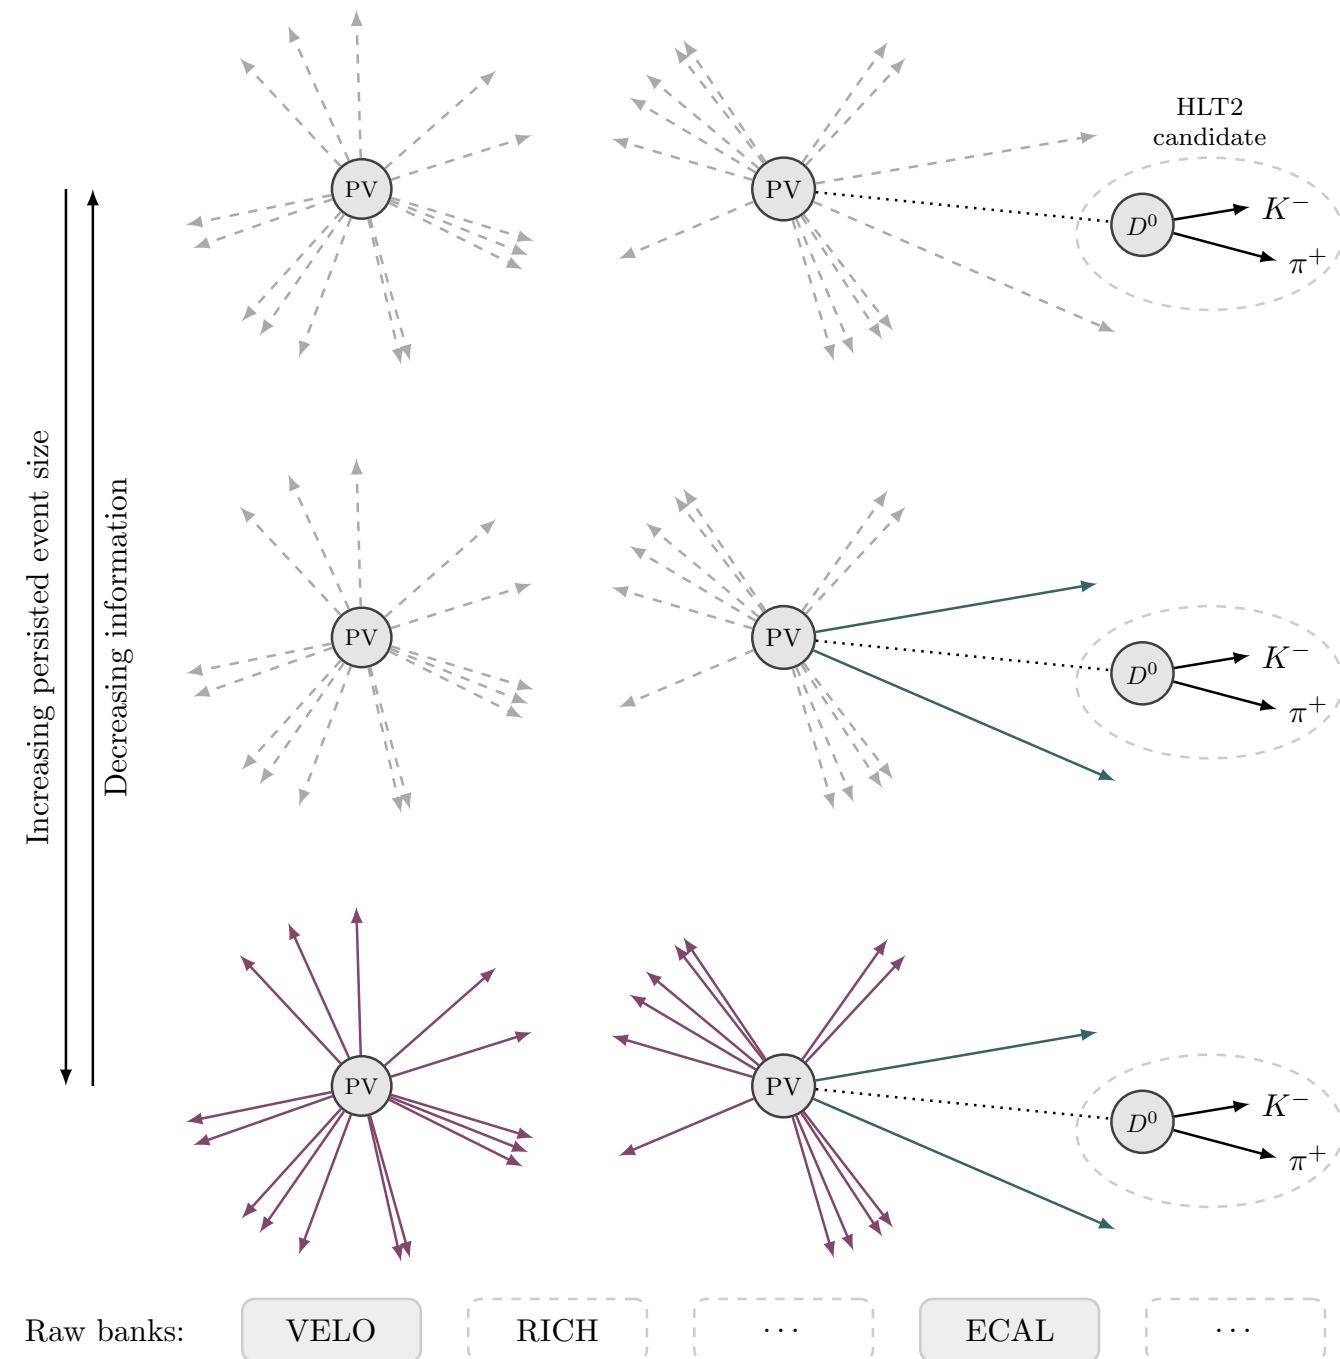 HLT2
candidate
PV
PV
D⁰
K⁻
π⁺
Increasing persisted event size
Decreasing information
PV
PV
D⁰
K⁻
π⁺
PV
PV
D⁰
K⁻
π⁺
Raw banks:
VELO
RICH
...
ECAL
...